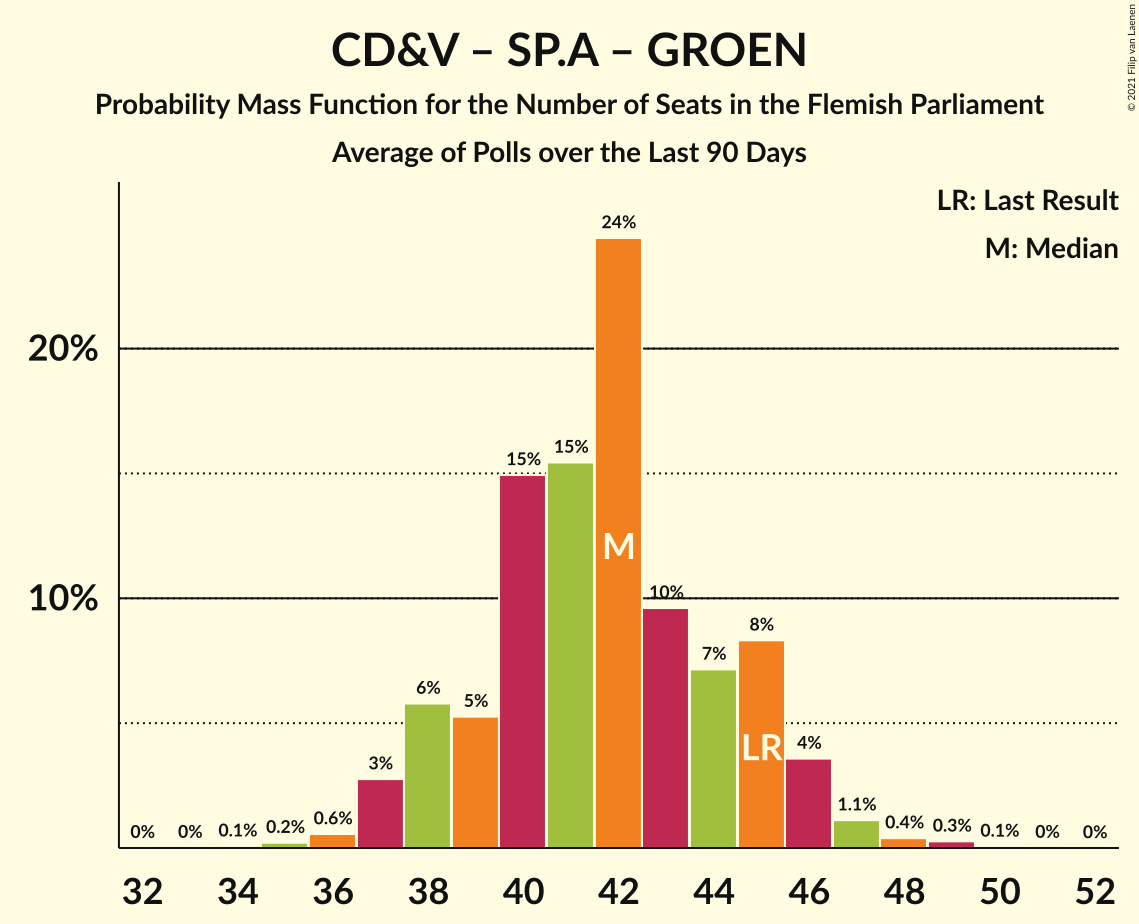 CD&V – SP.A – GROEN
Probability Mass Function for the Number of Seats in the Flemish Parliament
Average of Polls over the Last 90 Days
© 2021 Filip van Laenen
LR: Last Result
M: Median
24%
20%
15% 15%
M
10%
10%
8%
7%
6%
5%
LR
4%
3%
1.1%
0% 0% 0.1% 0.2% 0.6% 0.4% 0.3% 0.1% 0% 0%
32 34 36 38 40 42 44 46 48 50 52